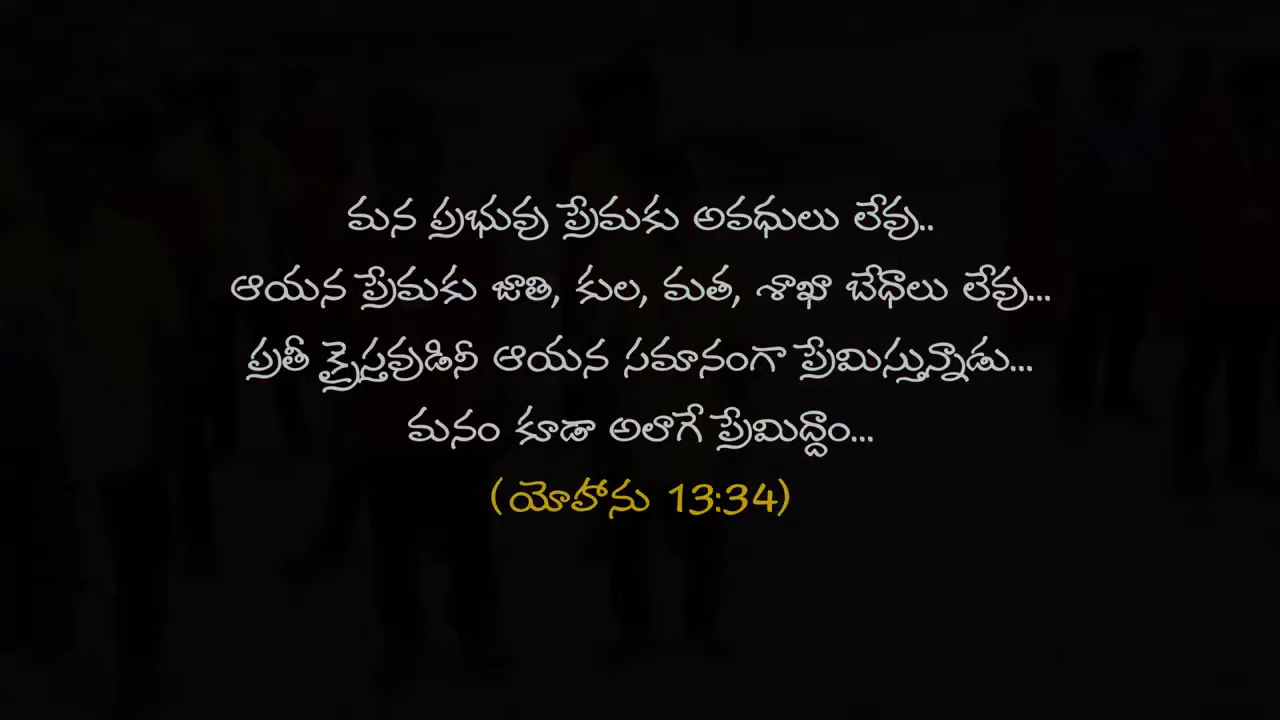 మన ప్రభువు ప్రేమకు అవధులు లేవు..
ఆయన ప్రేమకు జాతి, కుల, మత, శాఖా బేధాలు లేవు...
ప్రతీ క్రైస్తవుడినీ ఆయన సమానంగా ప్రేమిస్తున్నాడు...
మనం కూడా అలాగే ప్రేమిద్దాం...
(యోహాను 13:34)